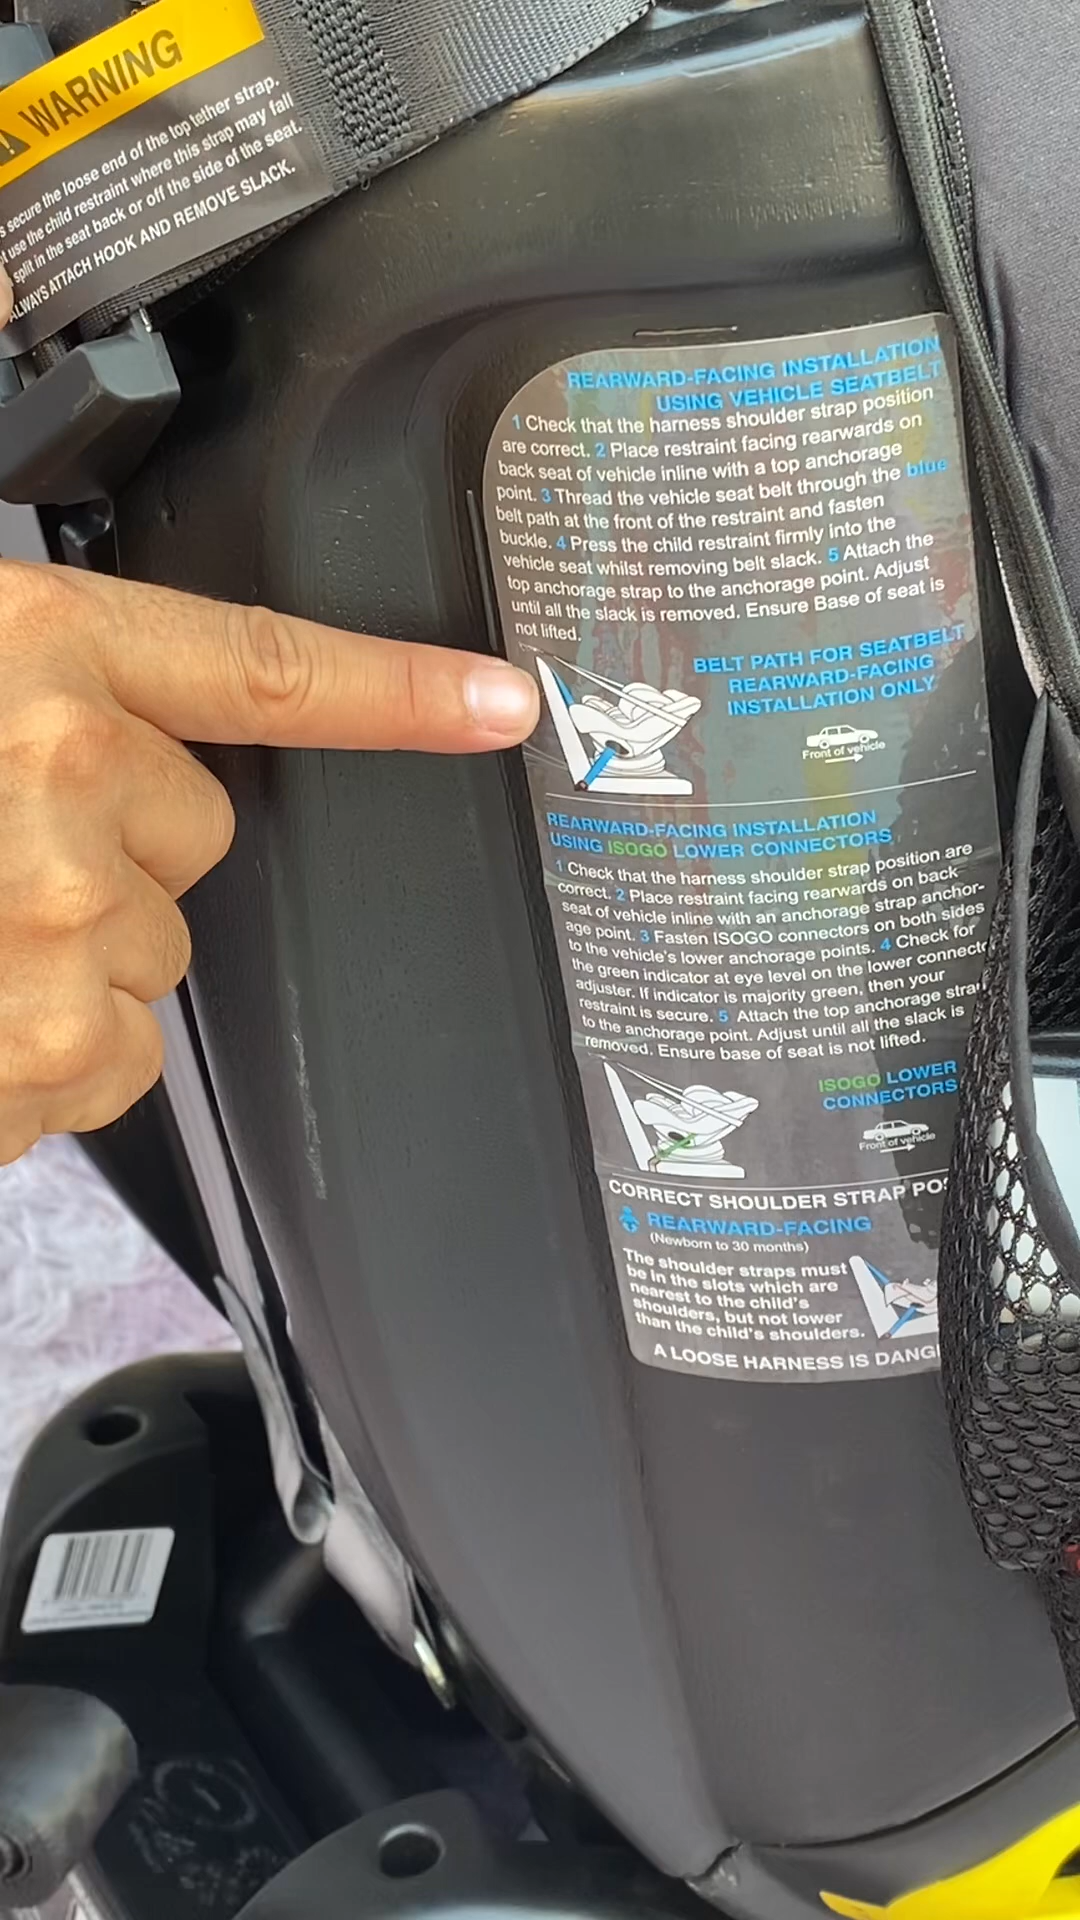 WARNING
secure the loose end of the top tether strap.
use the child restraint where this strap may fall
split in the seat back or off the side of the seat.
ALWAYS ATTACH HOOK AND REMOVE SLACK.
REARWARD-FACING INSTALLATION
USING VEHICLE SEATBELT
1 Check that the harness shoulder strap position
are correct. 2 Place restraint facing rearwards on
back seat of vehicle inline with a top anchorage
point. 3 Thread the vehicle seat belt through the blue
belt path at the front of the restraint and fasten
buckle. 4 Press the child restraint firmly into the
vehicle seat whilst removing belt slack. 5 Attach the
top anchorage strap to the anchorage point. Adjust
until all the slack is removed. Ensure Base of seat is
not lifted.
BELT PATH FOR SEATBELT
REARWARD-FACING
INSTALLATION ONLY
Front of vehicle
REARWARD-FACING INSTALLATION
USING ISOGO LOWER CONNECTORS
1 Check that the harness shoulder strap position are
correct. 2 Place restraint facing rearwards on back
seat of vehicle inline with an anchorage strap anchor-
age point. 3 Fasten ISOGO connectors on both sides
to the vehicle's lower anchorage points. 4 Check for
the green indicator at eye level on the lower
adjuster. If indicator is majority green, then your
restraint is secure. 5 Attach the top anchorage
to the anchorage point. Adjust until all the slack is
removed. Ensure base of seat is not lifted.
ISOGO LOWER
CONNECTORS
Front of vehicle
CORRECT SHOULDER STRAP
REARWARD-FACING
(Newborn to 30 months)
The shoulder straps must
be in the slots which are
nearest to the child's
shoulders, but not lower
than the child's shoulders.
A LOOSE HARNESS IS